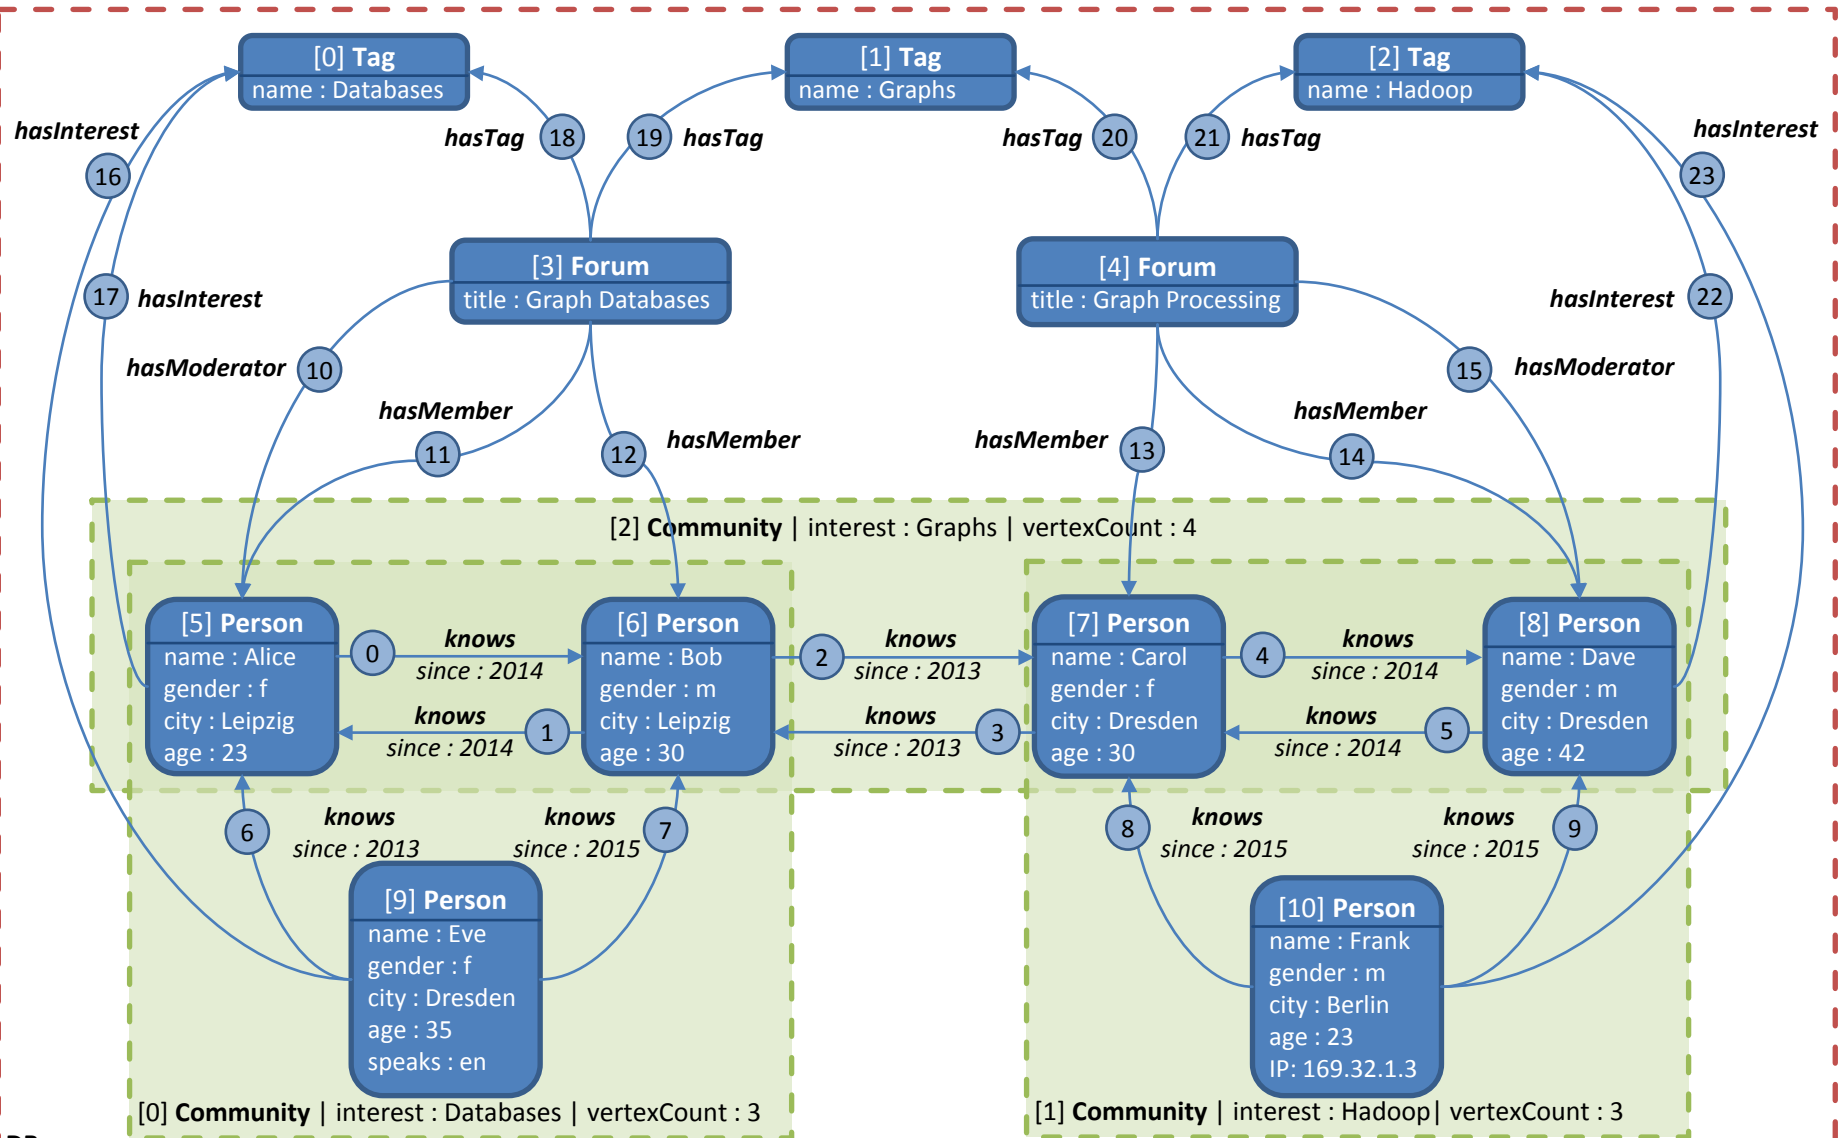 [0] Tag
name : Databases
[1] Tag
name : Graphs
[2] Tag
name : Hadoop
hasInterest
16
hasTag
18
19
hasTag
hasTag
20
21
hasTag
hasInterest
23
[3] Forum
title : Graph Databases
[4] Forum
title : Graph Processing
17
hasInterest
hasInterest
22
hasModerator
10
15
hasModerator
hasMember
11
12
hasMember
hasMember
13
hasMember
14
[2] Community | interest : Graphs | vertexCount : 4
[5] Person
name : Alice
gender : f
city : Leipzig
age : 23
0
knows
since : 2014
knows
since : 2014
1
[6] Person
name : Bob
gender : m
city : Leipzig
age : 30
2
knows
since : 2013
knows
since : 2013
3
[7] Person
name : Carol
gender : f
city : Dresden
age : 30
4
knows
since : 2014
knows
since : 2014
5
[8] Person
name : Dave
gender : m
city : Dresden
age : 42
6
knows
since : 2013
knows
since : 2015
7
8
knows
since : 2015
knows
since : 2015
9
[9] Person
name : Eve
gender : f
city : Dresden
age : 35
speaks : en
[10] Person
name : Frank
gender : m
city : Berlin
age : 23
IP: 169.32.1.3
[0] Community | interest : Databases | vertexCount : 3
[1] Community | interest : Hadoop| vertexCount : 3